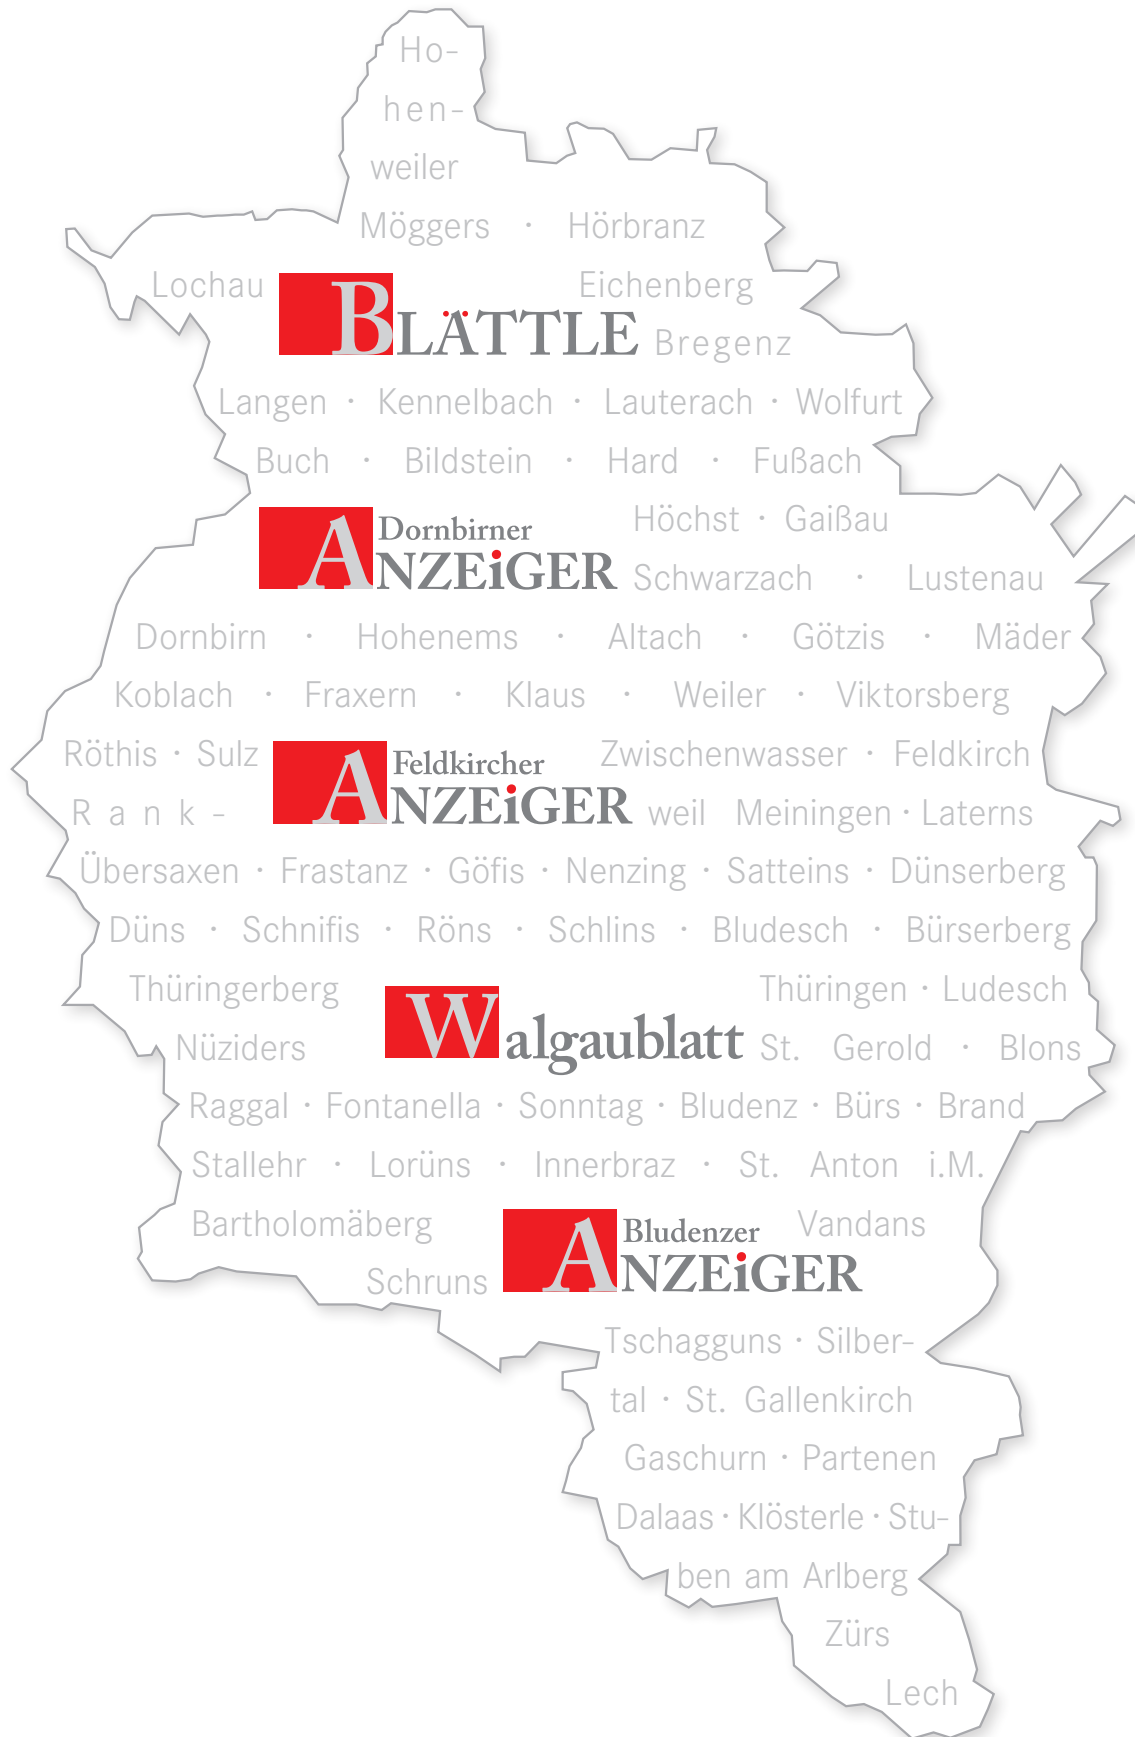 Ho-
hen-
weiler
Möggers · Hörbranz
Lochau
Eichenberg
BLÄTTLE
Bregenz
Langen · Kennelbach · Lauterach · Wolfurt
Buch · Bildstein · Hard · Fußach
Höchst · Gaißau
Dornbirner
ANZEiGER
Schwarzach · Lustenau
Dornbirn · Hohenems · Altach · Götzis · Mäder
Koblach · Fraxern · Klaus · Weiler · Viktorsberg
Röthis · Sulz
Zwischenwasser · Feldkirch
Feldkircher
ANZEiGER
Rank-
weil Meiningen · Laterns
Übersaxen · Frastanz · Göfis · Nenzing · Satteins · Dünserberg
Düns · Schnifis · Röns · Schlins · Bludesch · Bürserberg
Thüringerberg
Thüringen · Ludesch
Nüziders
Walgaublatt
St. Gerold · Blons
Raggal · Fontanella · Sonntag · Bludenz · Bürs · Brand
Stallehr · Lorüns · Innerbraz · St. Anton i.M.
Bartholomäberg
Vandans
Bludenzer
ANZEiGER
Schruns
Tschagguns · Silber-
tal · St. Gallenkirch
Gaschurn · Partenen
Dalaas · Klösterle · Stu-
ben am Arlberg
Zürs
Lech